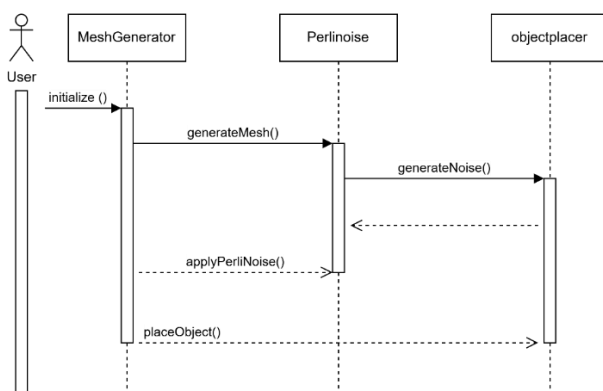 MeshGenerator
Perlinoise
objectplacer
User
initialize ()
generateMesh()
generateNoise()
applyPerliNoise()
placeObject()